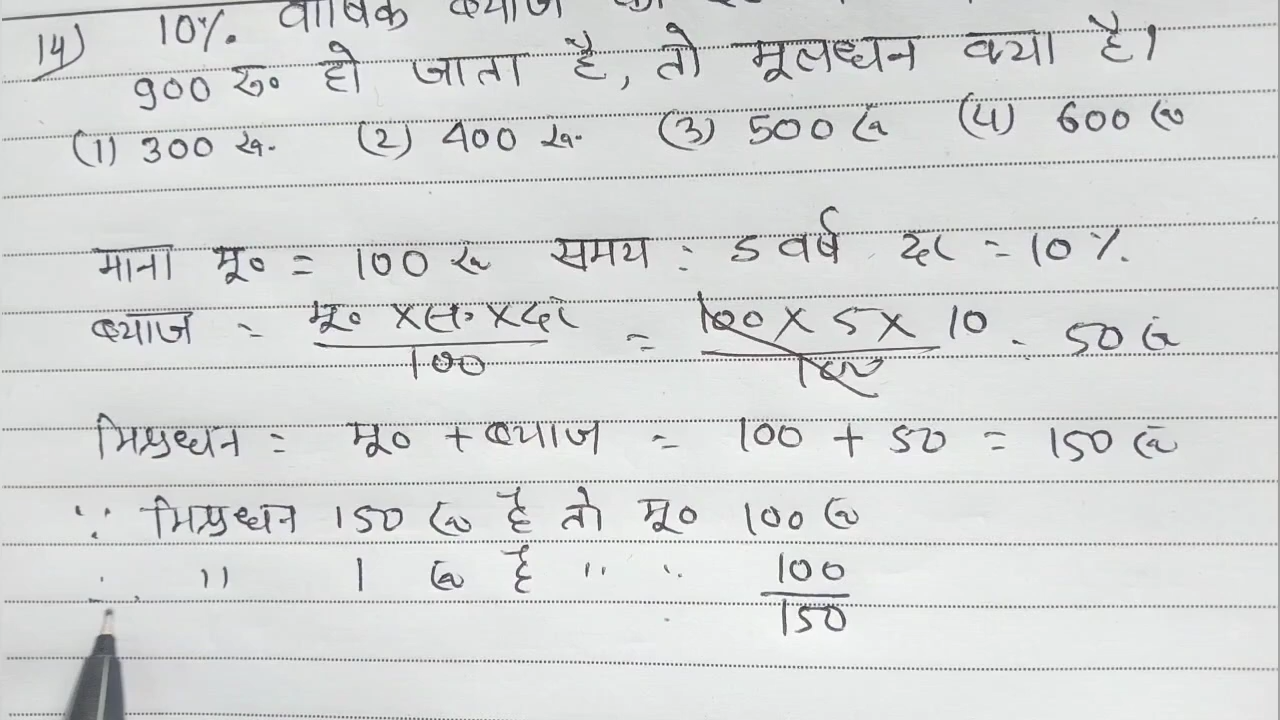 14) 10% वार्षिक ब्याज
900 रु० हो जाता है, तो मूलधन क्या है।
(1) 300 रु. (2) 400 रु. (3) 500 रु (4) 600 रु
माना मू० = 100 रु समय : 5 वर्ष दर = 10%.
ब्याज = मू० × स० × दर / 100 = 100 × 5 × 10 / 100 = 50 रु
मिश्रधन = मू० + ब्याज = 100 + 50 = 150 रु
∵ मिश्रधन 150 रु है तो मू० 100 रु
" 1 रु है " " 100 / 150